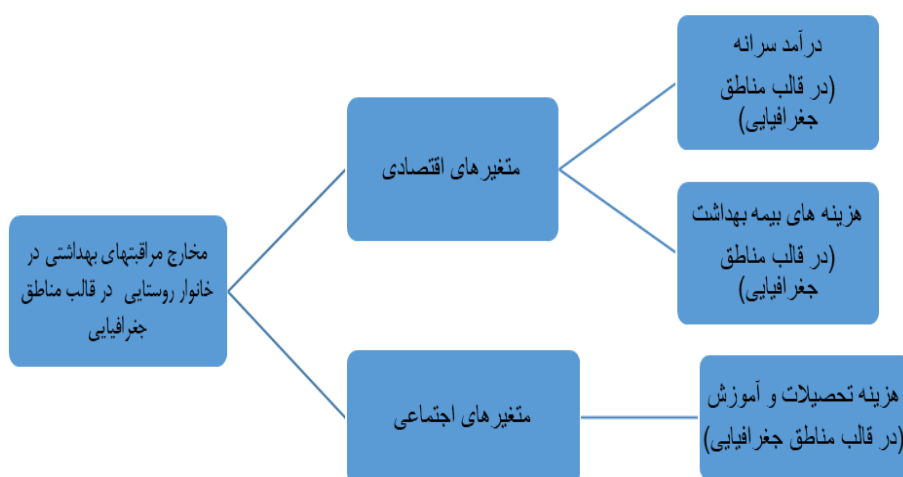 درآمد سرانه
(در قالب مناطق
جغرافیایی)
متغیرهای اقتصادی
هزینه های بیمه بهداشت
(در قالب مناطق
جغرافیایی)
مخارج مراقبتهای بهداشتی در
خانوار روستایی در قالب مناطق
جغرافیایی
متغیرهای اجتماعی
هزینه تحصیلات و آموزش
(در قالب مناطق جغرافیایی)